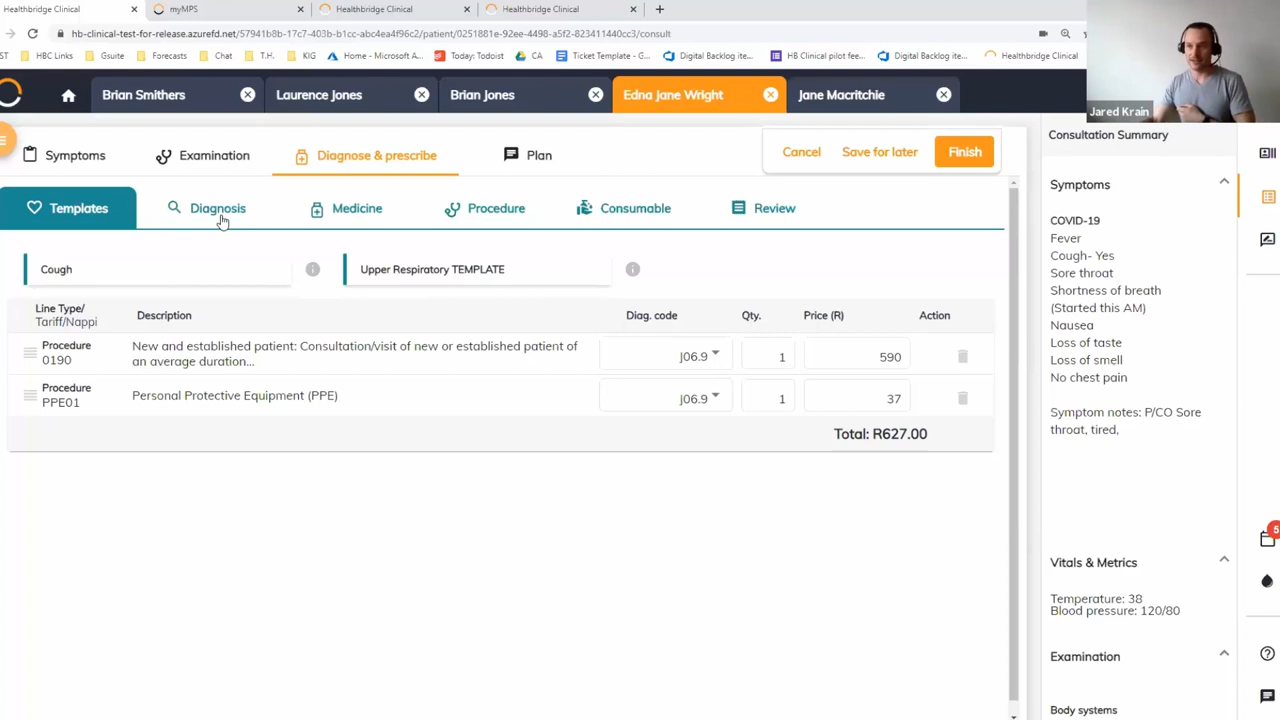 Healthbridge Clinical
myMPS
Healthbridge Clinical
Healthbridge Clinical
hb-clinical-test-for-release.azurefd.net/57941b8b-17c7-403b-b1cc-abc4ea4f96c2/patient/0251881e-92ee-4498-a5f2-823411440cc3/consult
ST
HBC Links
Gsuite
Forecasts
Chat
T.H.
KIG
Home - Microsoft A...
Today: Todoist
CA
Ticket Template - G...
Digital Backlog ite...
HB Clinical pilot fee...
Digital Backlog ite...
Healthbridge Clinical
Brian Smithers
Laurence Jones
Brian Jones
Edna Jane Wright
Jane Macritchie
Jared Krain
Symptoms
Examination
Diagnose & prescribe
Plan
Cancel
Save for later
Finish
Templates
Diagnosis
Medicine
Procedure
Consumable
Review
Cough
Upper Respiratory TEMPLATE
Line Type/
Tariff/Nappi
Description
Diag. code
Qty.
Price (R)
Action
Procedure
0190
New and established patient: Consultation/visit of new or established patient of
an average duration...
J06.9
1
590
Procedure
PPE01
Personal Protective Equipment (PPE)
J06.9
1
37
Total: R627.00
Consultation Summary
Symptoms
COVID-19
Fever
Cough- Yes
Sore throat
Shortness of breath
(Started this AM)
Nausea
Loss of taste
Loss of smell
No chest pain
Symptom notes: P/CO Sore
throat, tired,
5
Vitals & Metrics
Temperature: 38
Blood pressure: 120/80
Examination
Body systems